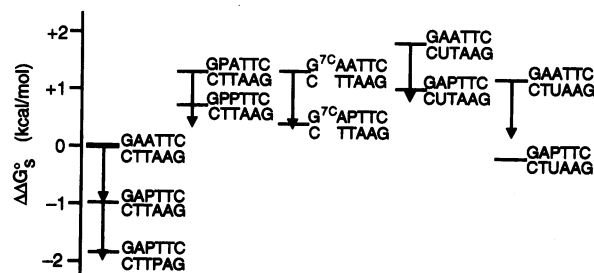 +2
+1
0
−1
−2
ΔΔG°s (kcal/mol)
GAATTC
CTTAAG
GAPTTC
CTTAAG
GAPTTC
CTTPAG
GPATTC
CTTAAG
GPPTTC
CTTAAG
G7CAATTC
C TTAAG
G7CAPTTC
C TTAAG
GAATTC
CUTAAG
GAPTTC
CUTAAG
GAATTC
CTUAAG
GAPTTC
CTUAAG